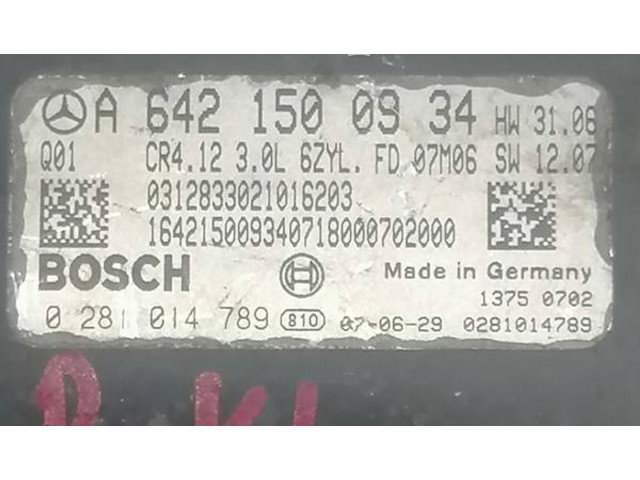 A 642 150 09 34 HW 31.06
Q01 CR4.12 3.0L 6ZYL. FD 07M06 SW 12.07
0312833021016203
164215009340718000702000
BOSCH Made in Germany
1375 0702
0 281 014 789 810 07-06-29 0281014789